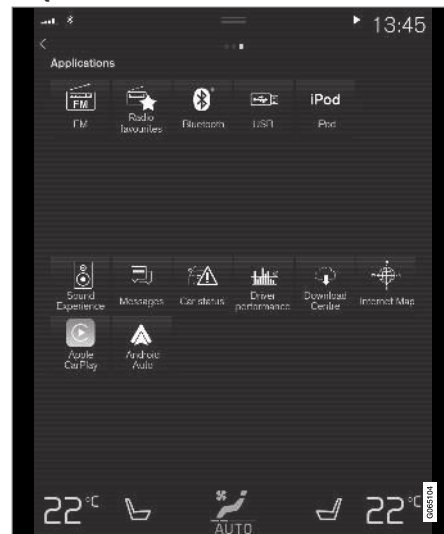 13:45
Applications
FM
iPod
FM
Radio
favourites
Bluetooth
USB
iPod
Sound
Experience
Messages
Car status
Driver
performance
Download
Centre
Internet Map
Apple
CarPlay
Android
Auto
22°C
22°C
AUTO
G065104